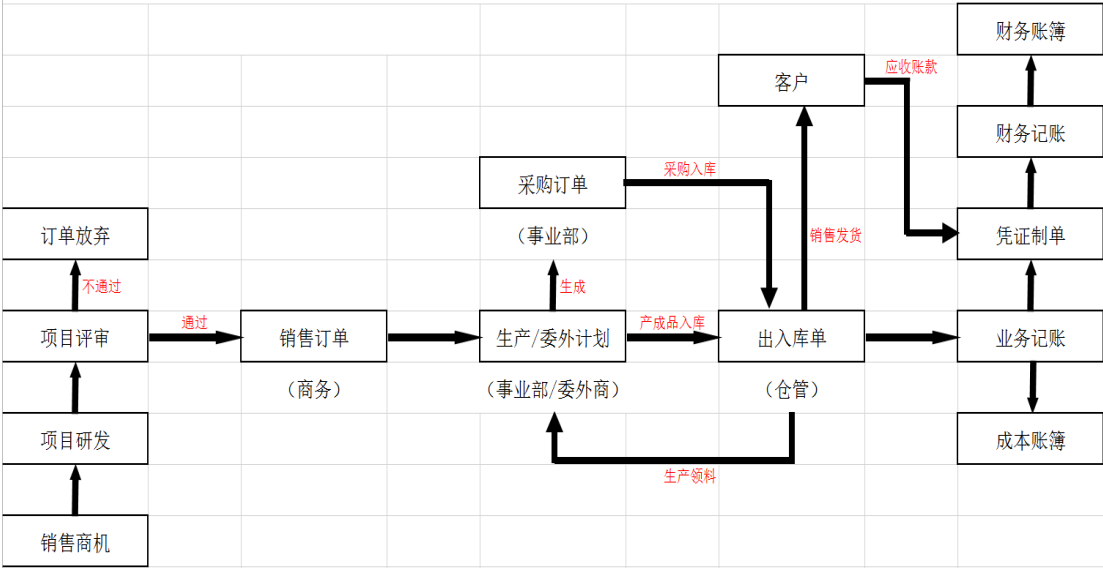 财务账簿
客户
应收账款
财务记账
采购订单
采购入库
订单放弃
（事业部）
销售发货
凭证制单
不通过
生成
项目评审
通过
销售订单
生产/委外计划
产成品入库
出入库单
业务记账
（商务）
（事业部/委外商）
（仓管）
项目研发
成本账簿
生产领料
销售商机